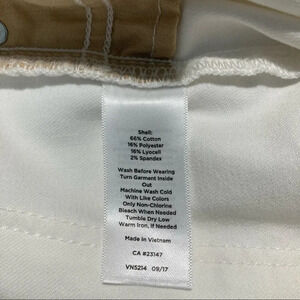 Shell:
66% Cotton
16% Polyester
16% Lyocell
2% Spandex
Wash Before Wearing
Turn Garment Inside
Out
Machine Wash Cold
With Like Colors
Only Non-Chlorine
Bleach When Needed
Tumble Dry Low
Warm Iron, If Needed
Made in Vietnam
CA #23147
VN5214 09/17